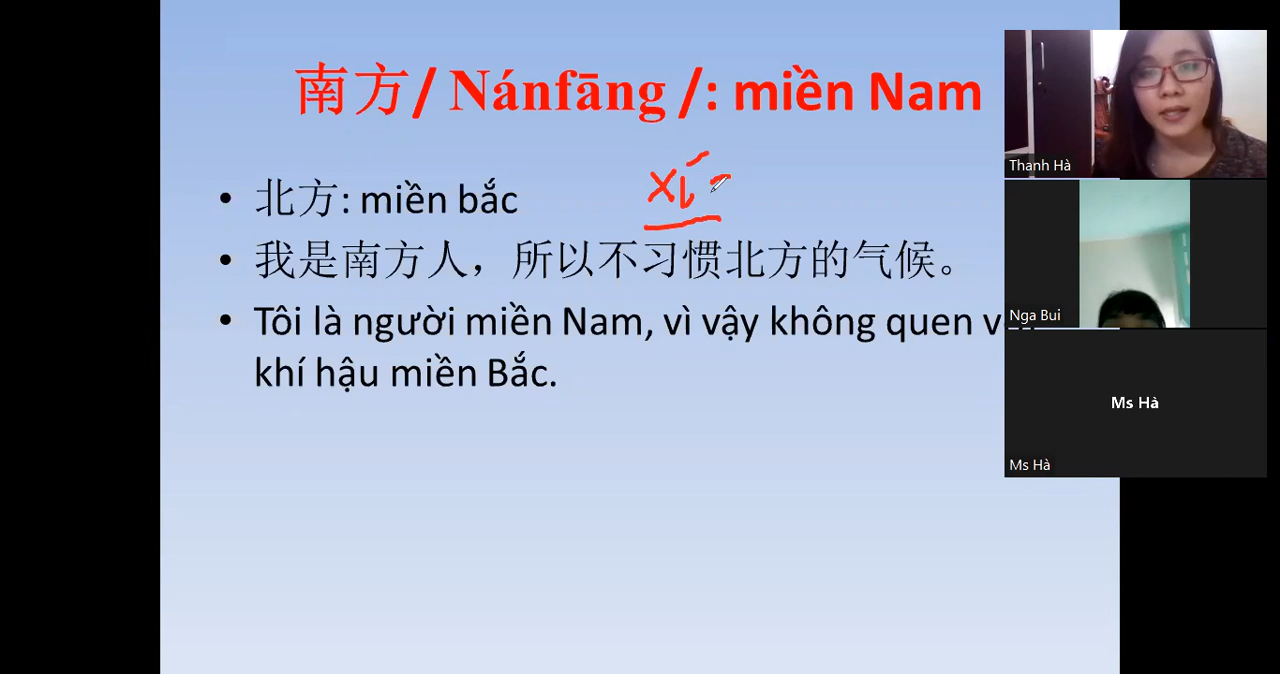 南方/ Nánfāng /: miền Nam
xí
• 北方: miền bắc
• 我是南方人，所以不习惯北方的气候。
• Tôi là người miền Nam, vì vậy không quen v
khí hậu miền Bắc.
Thanh Hà
Nga Bui
Ms Hà
Ms Hà